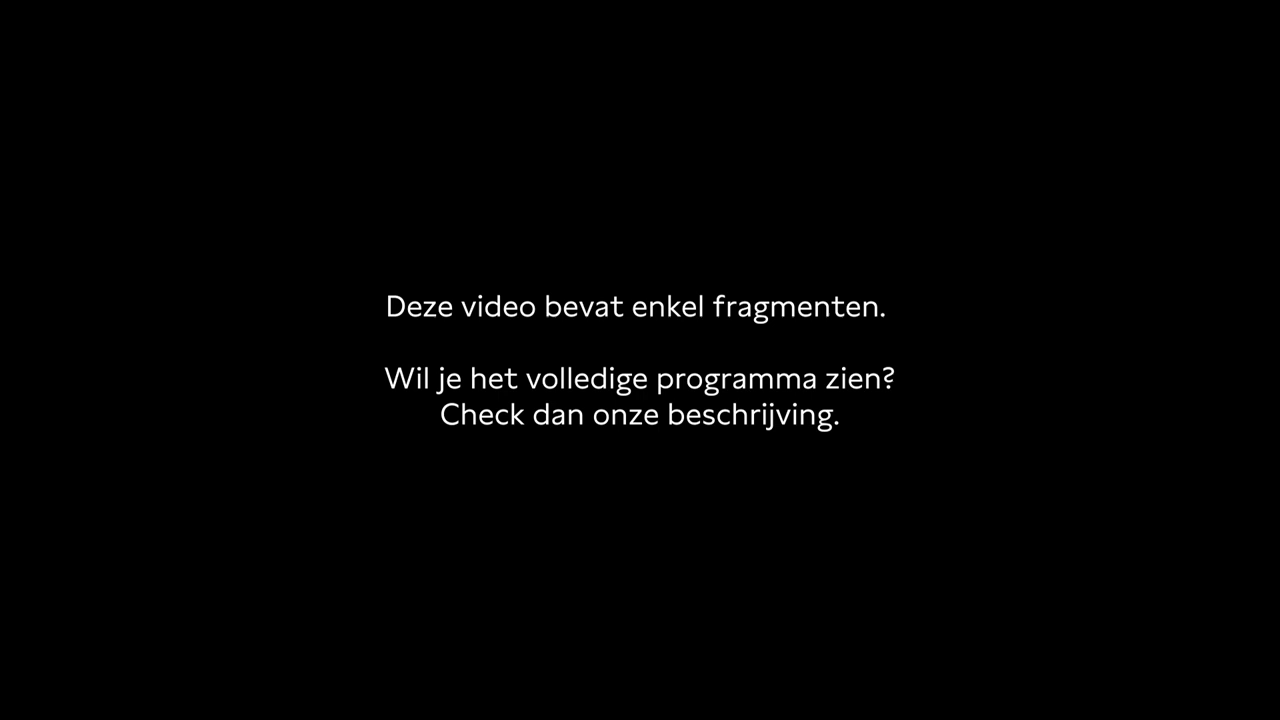 Deze video bevat enkel fragmenten.
Wil je het volledige programma zien?
Check dan onze beschrijving.